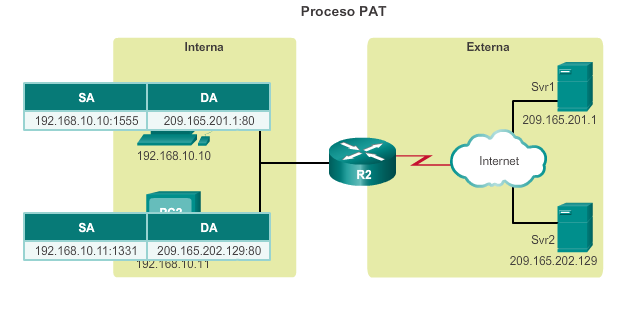 Proceso PAT
Interna
Externa
SA DA
192.168.10.10:1555 209.165.201.1:80
192.168.10.10
Svr1
209.165.201.1
R2
Internet
PC2
SA DA
192.168.10.11:1331 209.165.202.129:80
192.168.10.11
Svr2
209.165.202.129